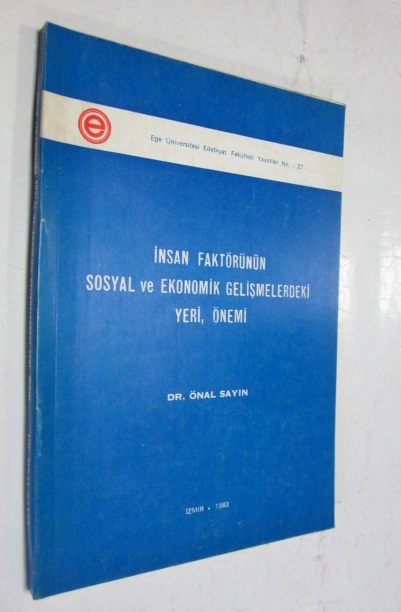 e
Ege Üniversitesi Edebiyat Fakültesi Yayınları No. : 27
İNSAN FAKTÖRÜNÜN
SOSYAL ve EKONOMİK GELİŞMELERDEKİ
YERİ, ÖNEMİ
DR. ÖNAL SAYIN
İZMİR • 1983